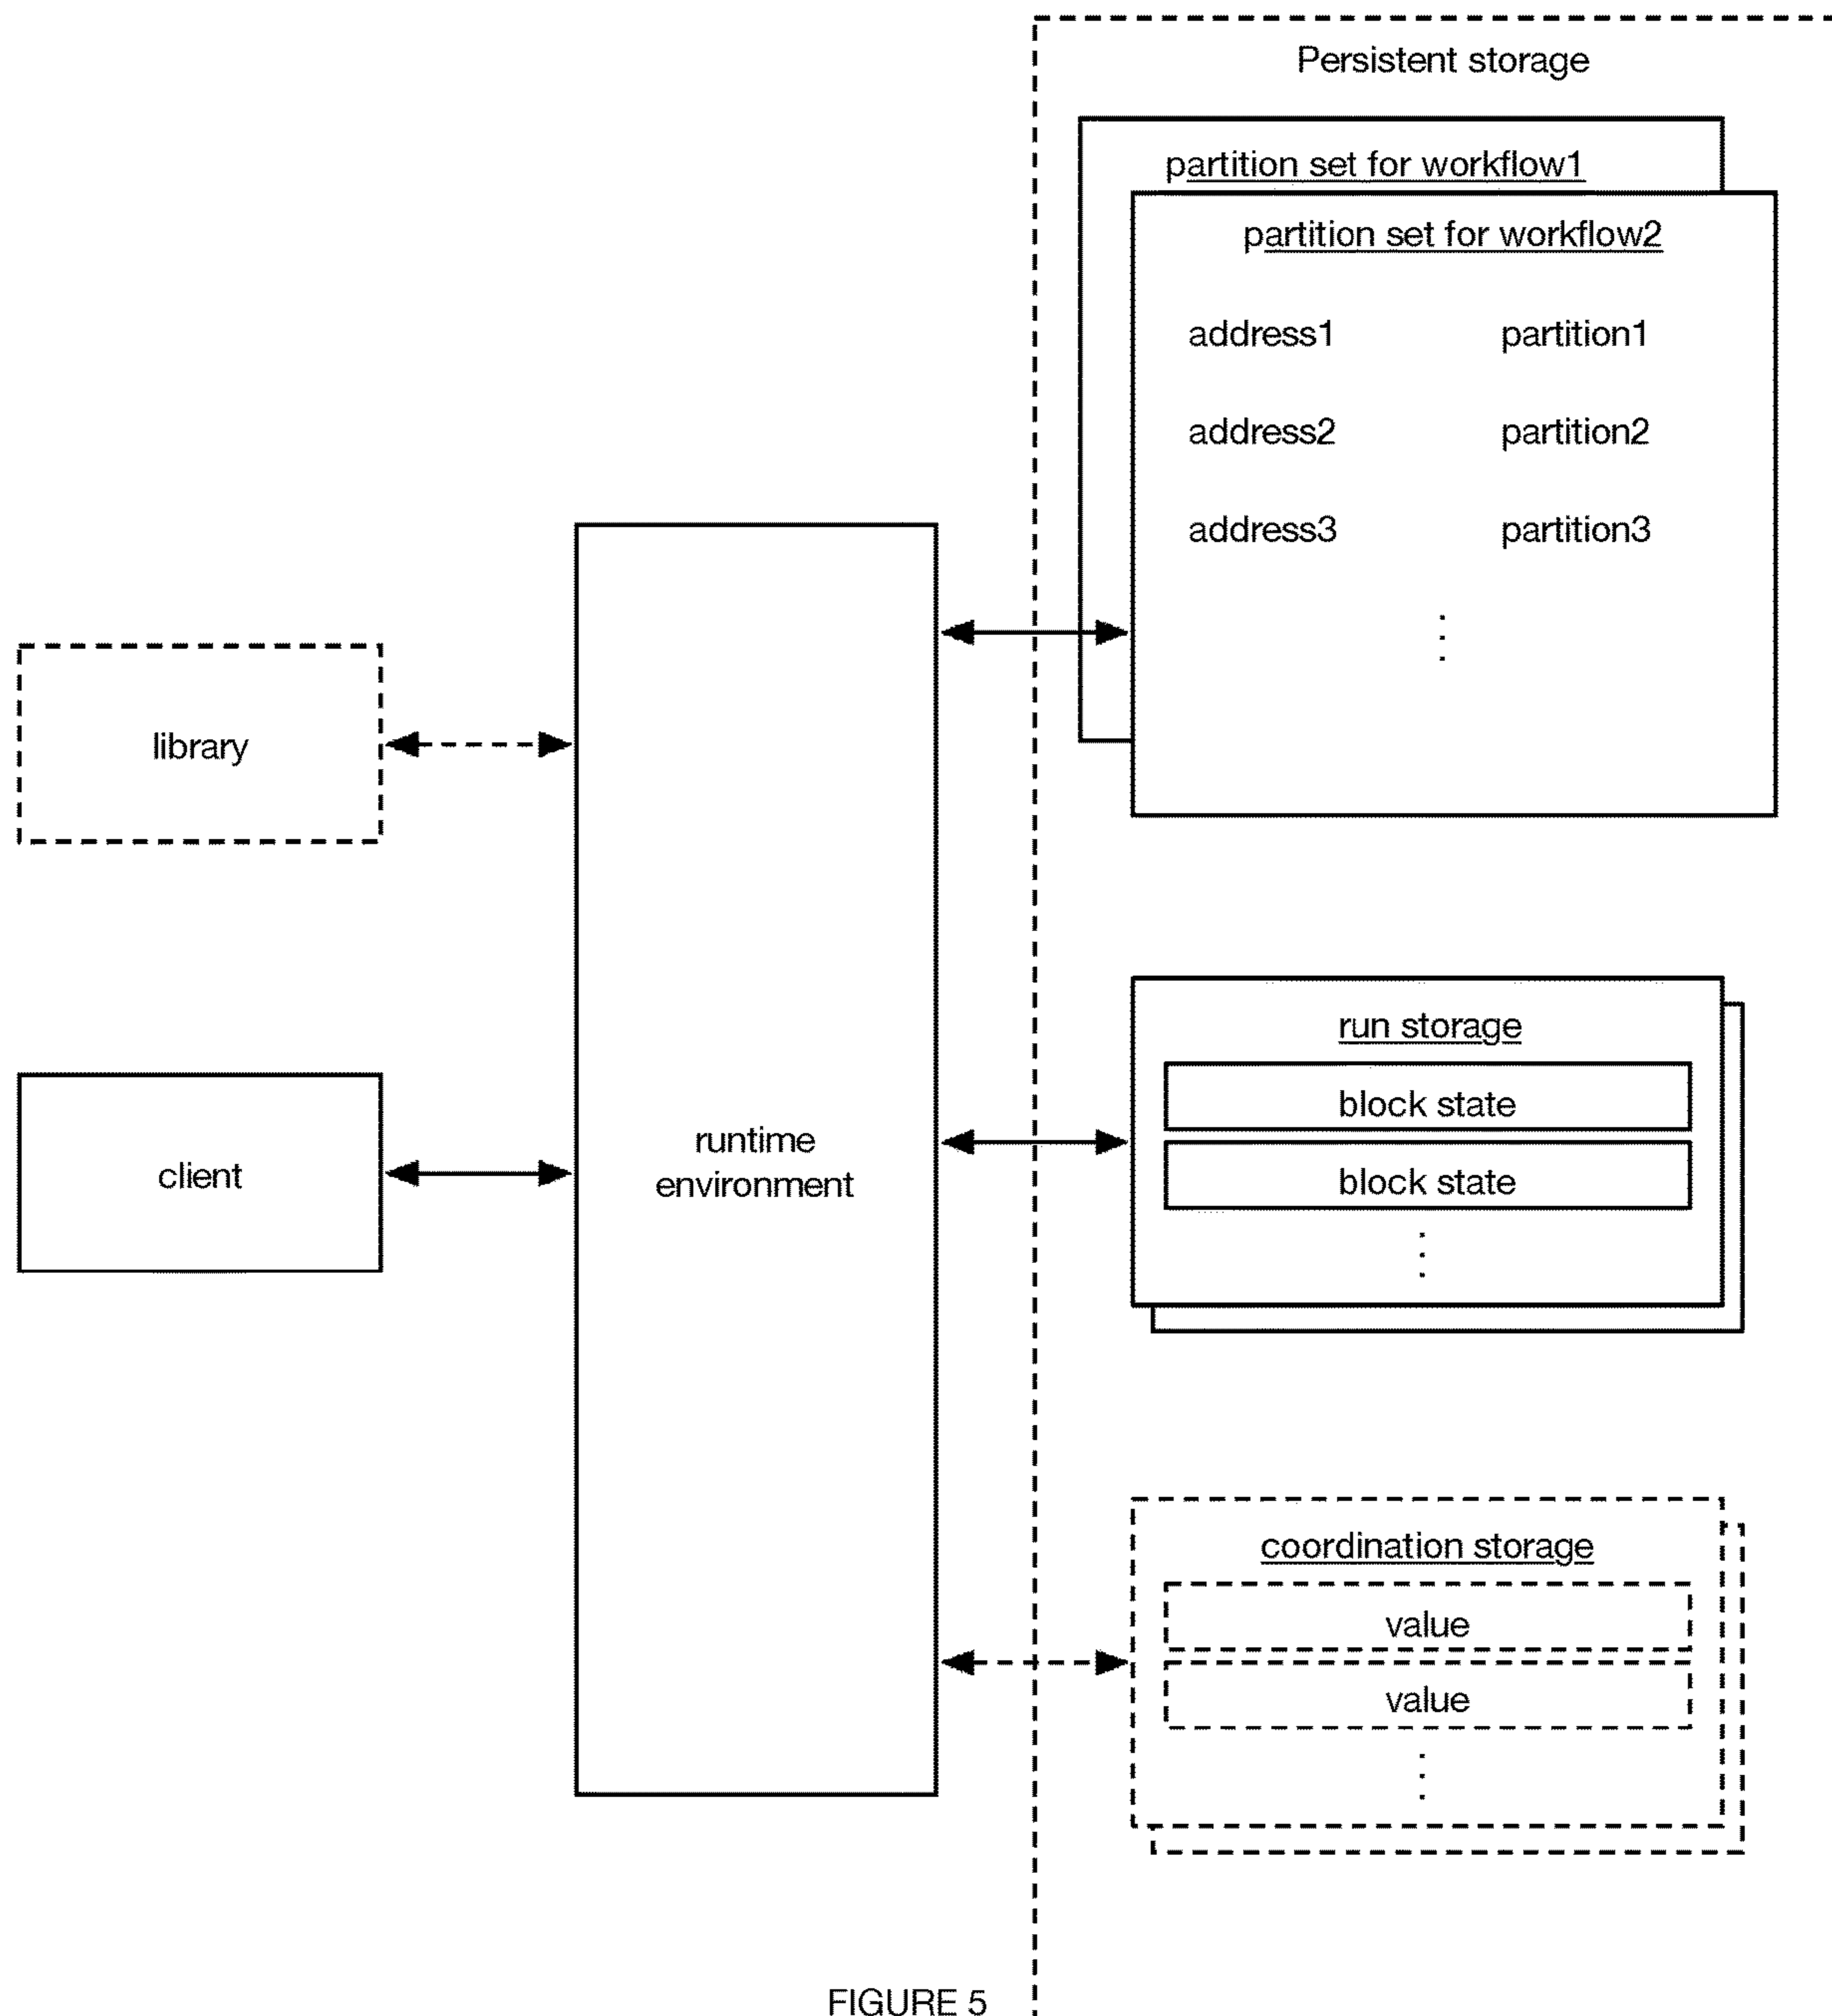 Persistent storage
partition set for workflow1
partition set for workflow2
address1 partition1
address2 partition2
address3 partition3
library
run storage
block state
block state
client
runtime
environment
coordination storage
value
value
FIGURE 5